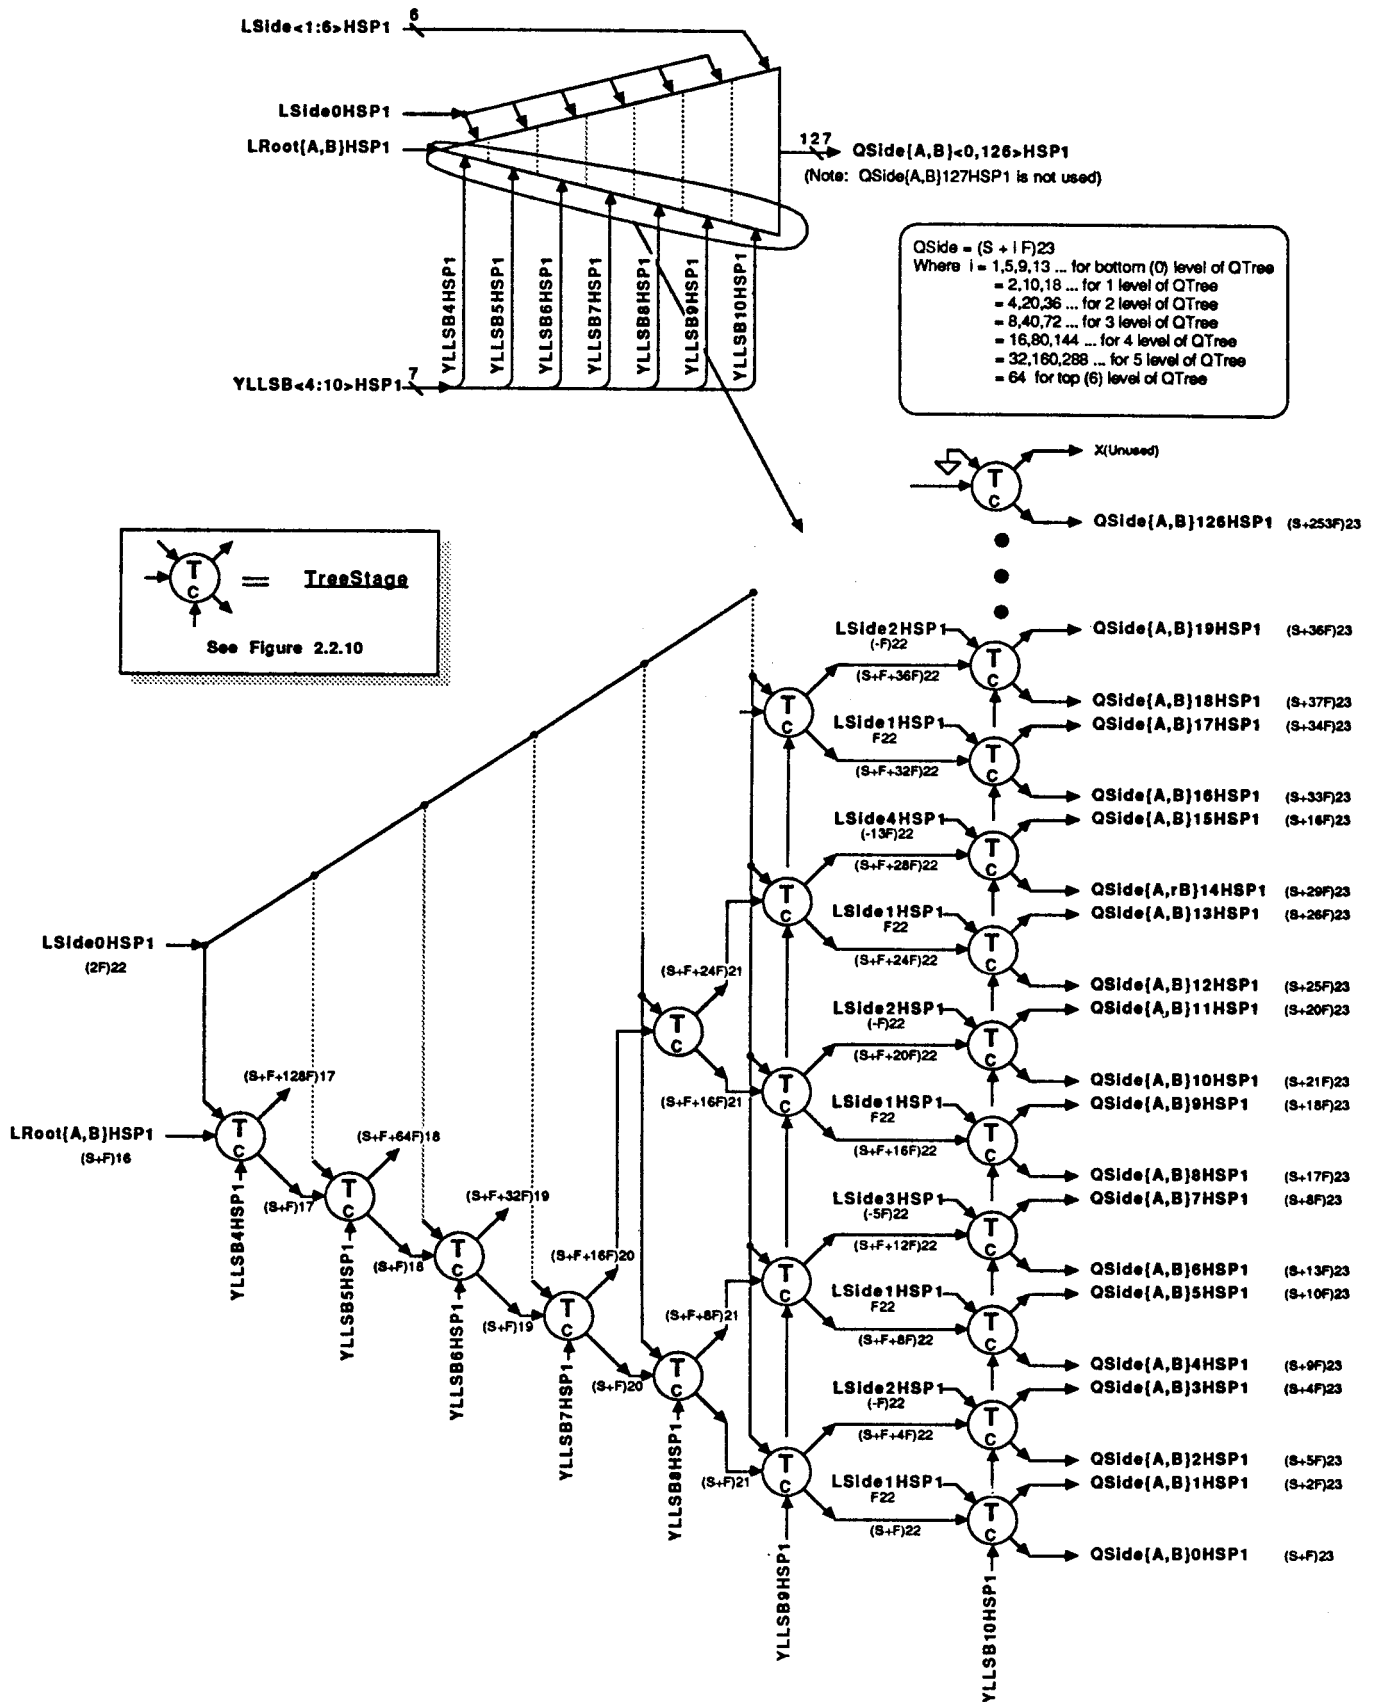 LSide<1:6>HSP1
6
LSide0HSP1
LRoot{A,B}HSP1
127
QSide{A,B}<0,126>HSP1
(Note: QSide{A,B}127HSP1 is not used)
YLLSB4HSP1
YLLSB5HSP1
YLLSB6HSP1
YLLSB7HSP1
YLLSB8HSP1
YLLSB9HSP1
YLLSB10HSP1
YLLSB<4:10>HSP1
7
QSide = (S + i F)23
Where i = 1,5,9,13 ... for bottom (0) level of QTree
= 2,10,18 ... for 1 level of QTree
= 4,20,36 ... for 2 level of QTree
= 8,40,72 ... for 3 level of QTree
= 16,80,144 ... for 4 level of QTree
= 32,160,288 ... for 5 level of QTree
= 64 for top (6) level of QTree
T
C
X(Unused)
QSide{A,B}126HSP1 (S+253F)23
T
C
= TreeStage
See Figure 2.2.10
LSide2HSP1
(-F)22
(S+F+36F)22
T
C
QSide{A,B}19HSP1 (S+36F)23
QSide{A,B}18HSP1 (S+37F)23
T
C
LSide1HSP1
F22
(S+F+32F)22
T
C
QSide{A,B}17HSP1 (S+34F)23
QSide{A,B}16HSP1 (S+33F)23
LSide4HSP1
(-13F)22
(S+F+28F)22
T
C
QSide{A,B}15HSP1 (S+16F)23
QSide{A,rB}14HSP1 (S+29F)23
T
C
LSide1HSP1
F22
(S+F+24F)22
T
C
QSide{A,B}13HSP1 (S+26F)23
QSide{A,B}12HSP1 (S+25F)23
LSide0HSP1
(2F)22
(S+F+24F)21
T
C
(S+F+16F)21
LSide2HSP1
(-F)22
(S+F+20F)22
T
C
QSide{A,B}11HSP1 (S+20F)23
QSide{A,B}10HSP1 (S+21F)23
T
C
LSide1HSP1
F22
(S+F+16F)22
T
C
QSide{A,B}9HSP1 (S+18F)23
QSide{A,B}8HSP1 (S+17F)23
LRoot{A,B}HSP1
(S+F)16
(S+F+128F)17
T
C
(S+F)17
YLLSB4HSP1
(S+F+64F)18
T
C
(S+F)18
YLLSB5HSP1
(S+F+32F)19
T
C
(S+F)19
YLLSB6HSP1
(S+F+16F)20
T
C
(S+F)20
YLLSB7HSP1
(S+F+8F)21
T
C
(S+F)21
YLLSB8HSP1
LSide3HSP1
(-5F)22
(S+F+12F)22
T
C
QSide{A,B}7HSP1 (S+8F)23
QSide{A,B}6HSP1 (S+13F)23
T
C
LSide1HSP1
F22
(S+F+8F)22
T
C
QSide{A,B}5HSP1 (S+10F)23
QSide{A,B}4HSP1 (S+9F)23
LSide2HSP1
(-F)22
(S+F+4F)22
T
C
QSide{A,B}3HSP1 (S+4F)23
QSide{A,B}2HSP1 (S+5F)23
T
C
LSide1HSP1
F22
(S+F)22
T
C
QSide{A,B}1HSP1 (S+2F)23
QSide{A,B}0HSP1 (S+F)23
YLLSB9HSP1
YLLSB10HSP1